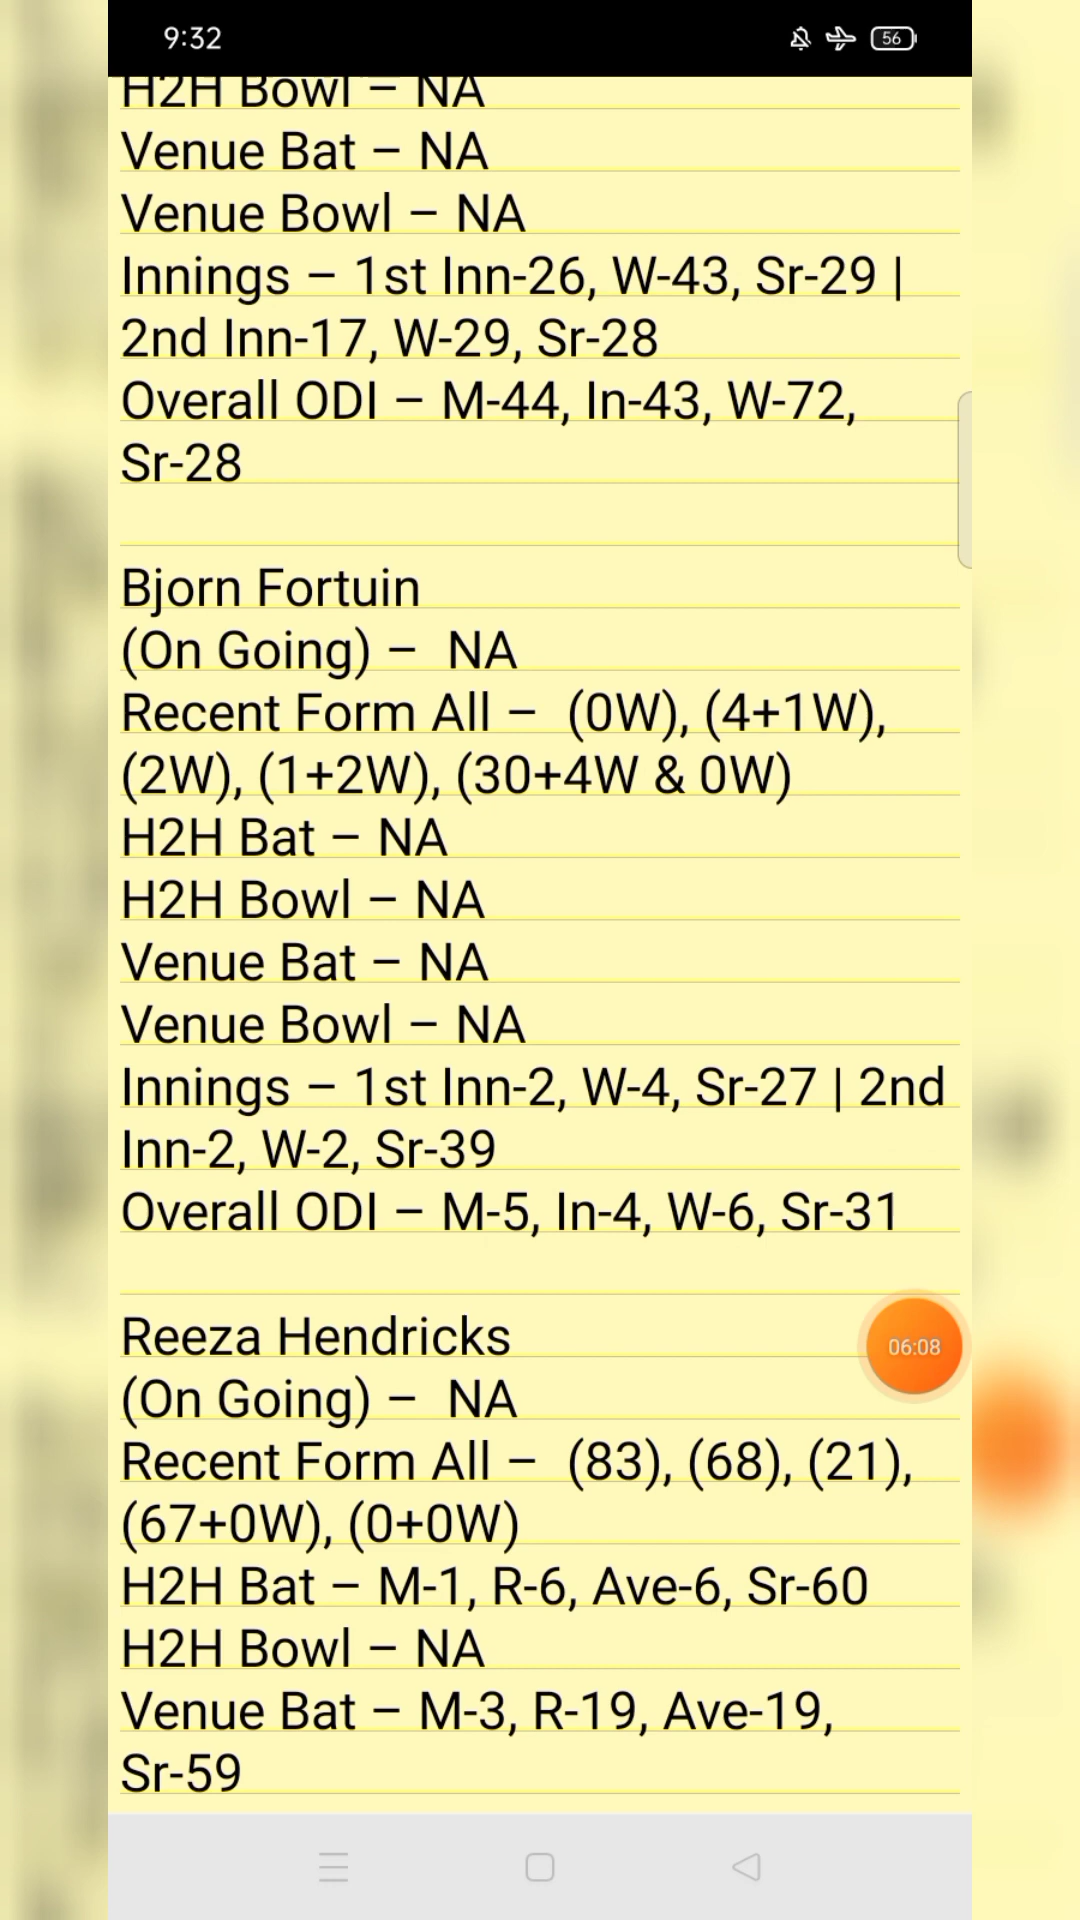 9:32
56
H2H Bowl – NA
Venue Bat – NA
Venue Bowl – NA
Innings – 1st Inn-26, W-43, Sr-29 |
2nd Inn-17, W-29, Sr-28
Overall ODI – M-44, In-43, W-72,
Sr-28
Bjorn Fortuin
(On Going) –  NA
Recent Form All –  (0W), (4+1W),
(2W), (1+2W), (30+4W & 0W)
H2H Bat – NA
H2H Bowl – NA
Venue Bat – NA
Venue Bowl – NA
Innings – 1st Inn-2, W-4, Sr-27 | 2nd
Inn-2, W-2, Sr-39
Overall ODI – M-5, In-4, W-6, Sr-31
Reeza Hendricks
06:08
(On Going) –  NA
Recent Form All –  (83), (68), (21),
(67+0W), (0+0W)
H2H Bat – M-1, R-6, Ave-6, Sr-60
H2H Bowl – NA
Venue Bat – M-3, R-19, Ave-19,
Sr-59